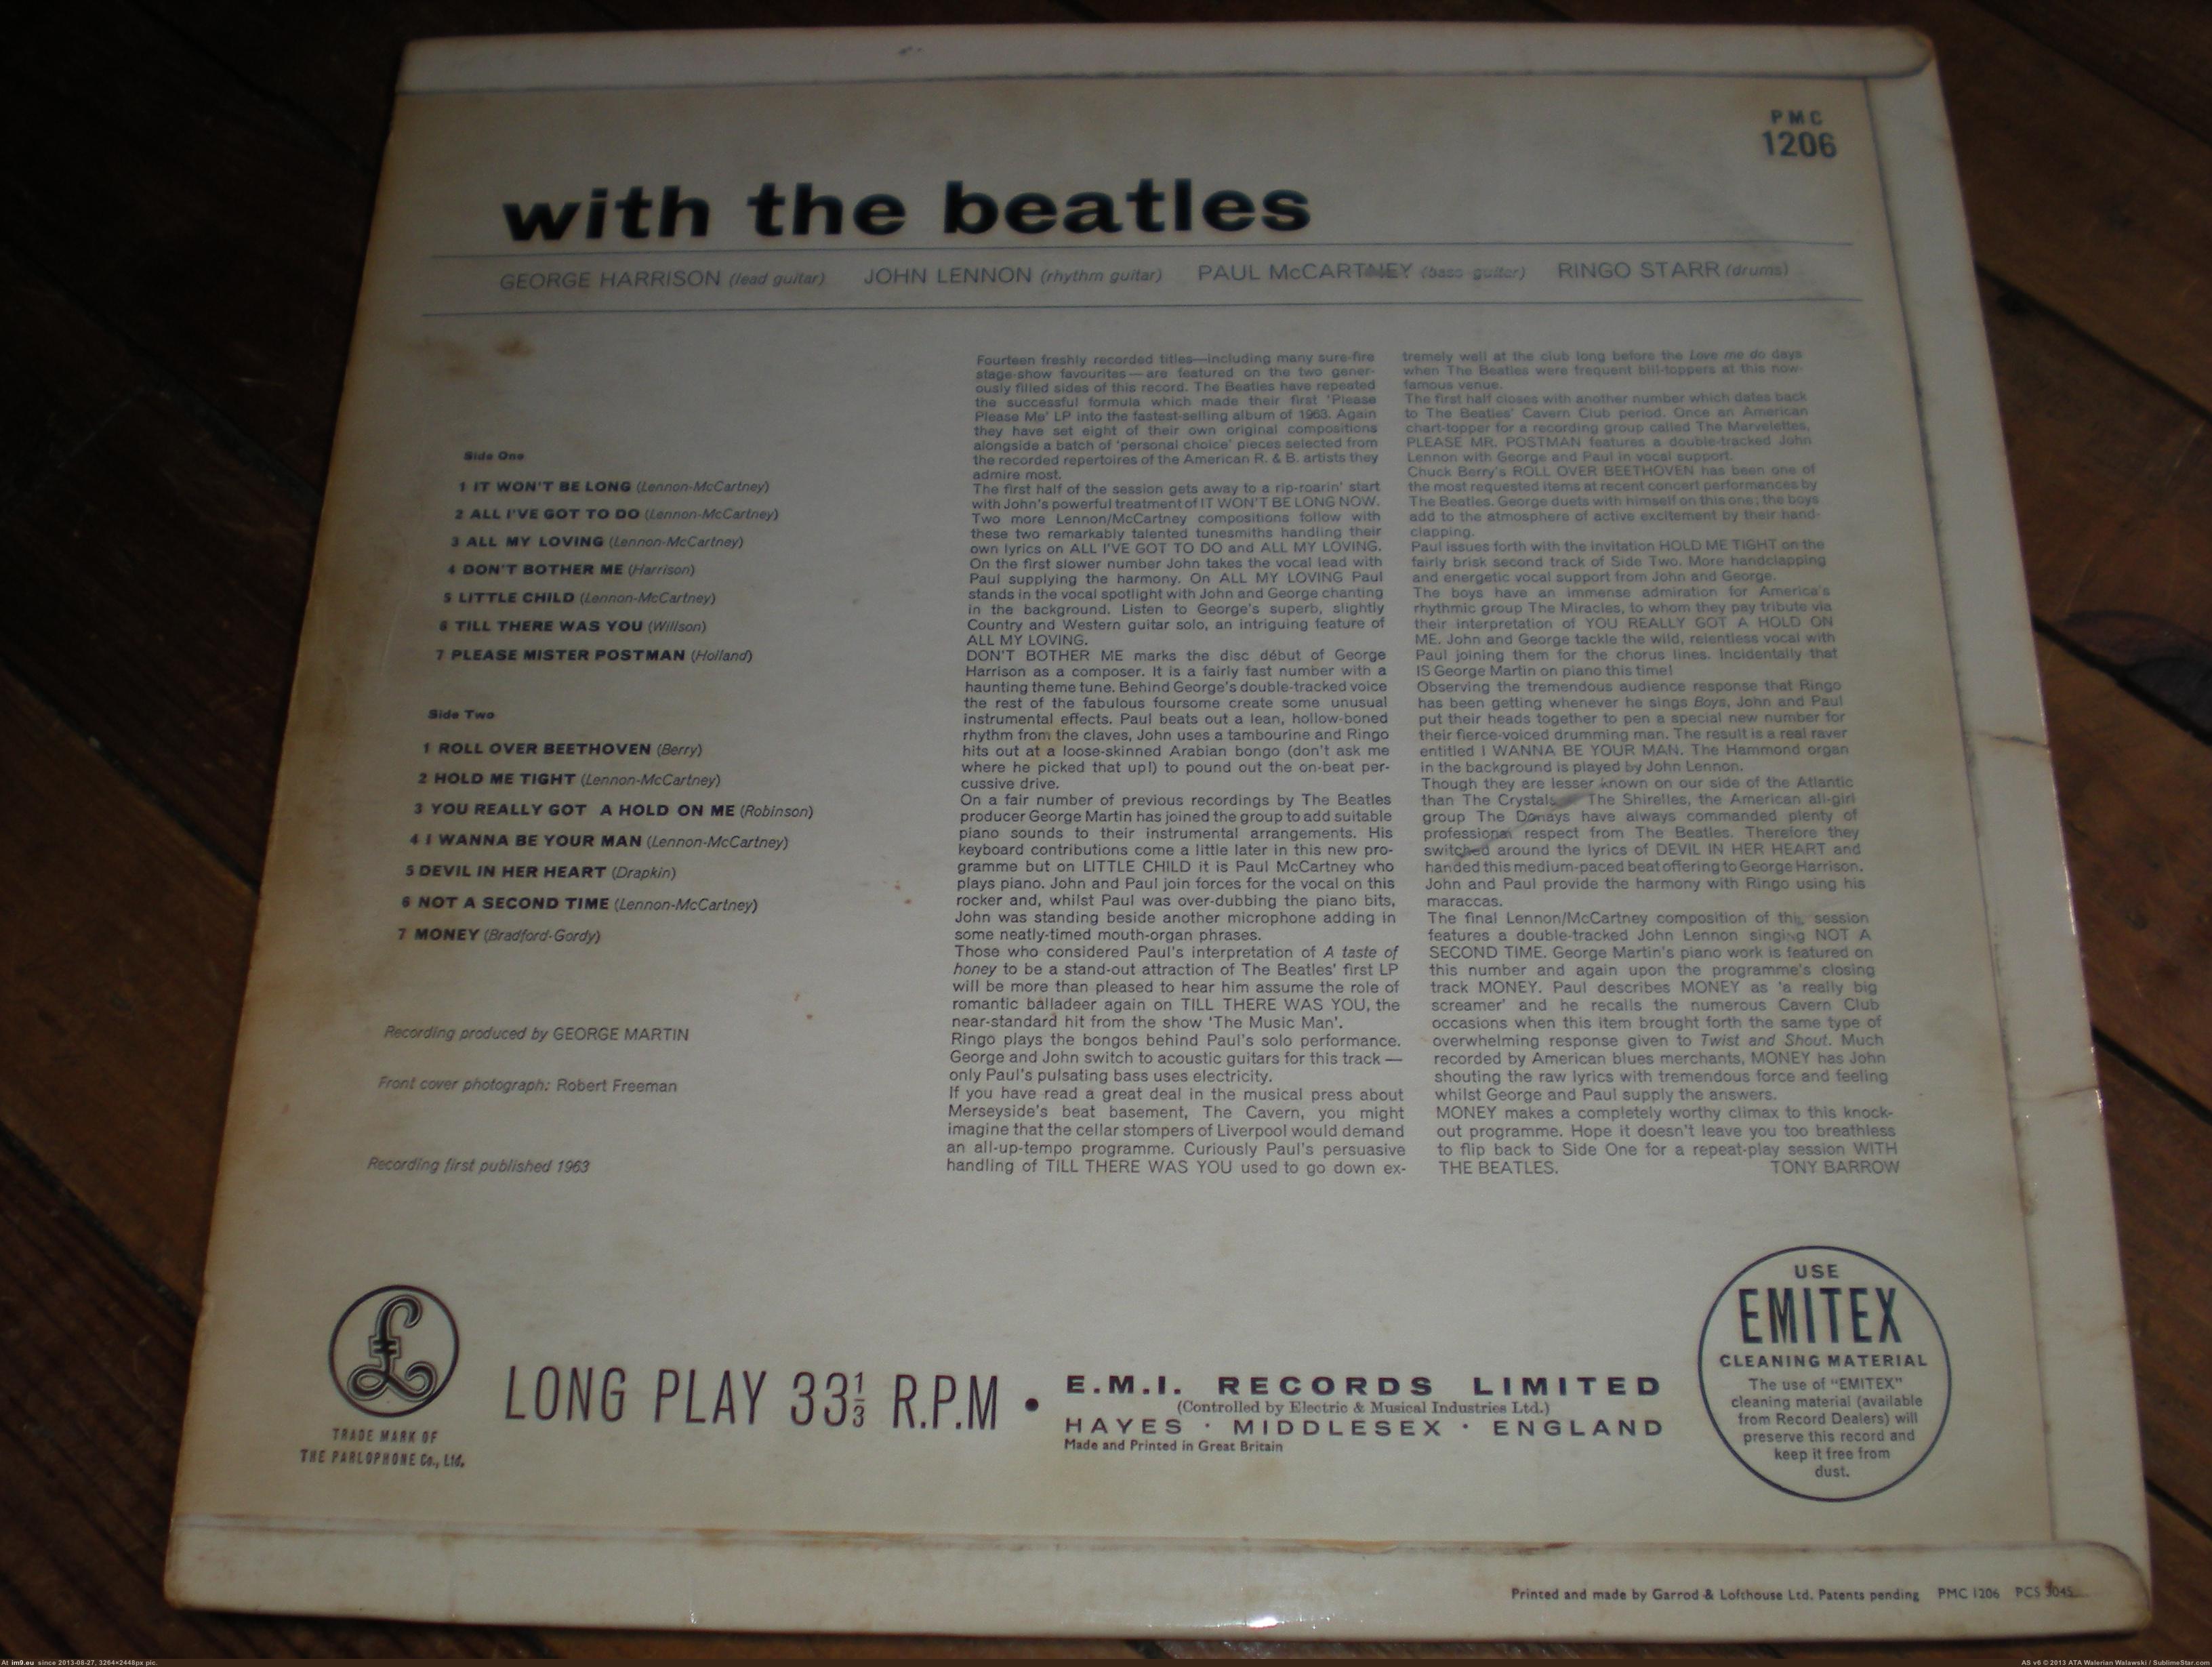 PMC
1206
with the beatles
GEORGE HARRISON (lead guitar) JOHN LENNON (rhythm guitar) PAUL McCARTNEY (bass guitar) RINGO STARR (drums)
Side One
1 IT WON'T BE LONG (Lennon-McCartney)
2 ALL I'VE GOT TO DO (Lennon-McCartney)
3 ALL MY LOVING (Lennon-McCartney)
4 DON'T BOTHER ME (Harrison)
5 LITTLE CHILD (Lennon-McCartney)
6 TILL THERE WAS YOU (Willson)
7 PLEASE MISTER POSTMAN (Holland)
Side Two
1 ROLL OVER BEETHOVEN (Berry)
2 HOLD ME TIGHT (Lennon-McCartney)
3 YOU REALLY GOT A HOLD ON ME (Robinson)
4 I WANNA BE YOUR MAN (Lennon-McCartney)
5 DEVIL IN HER HEART (Drapkin)
6 NOT A SECOND TIME (Lennon-McCartney)
7 MONEY (Bradford-Gordy)
Recording produced by GEORGE MARTIN
Front cover photograph: Robert Freeman
Recording first published 1963
Fourteen freshly recorded titles—including many sure-fire
stage-show favourites—are featured on the two gener-
ously filled sides of this record. The Beatles have repeated
the successful formula which made their first 'Please
Please Me' LP into the fastest-selling album of 1963. Again
they have set eight of their own original compositions
alongside a batch of 'personal choice' pieces selected from
the recorded repertoires of the American R. & B. artists they
admire most.
The first half of the session gets away to a rip-roarin' start
with John's powerful treatment of IT WON'T BE LONG NOW.
Two more Lennon/McCartney compositions follow with
these two remarkably talented tunesmiths handling their
own lyrics on ALL I'VE GOT TO DO and ALL MY LOVING.
On the first slower number John takes the vocal lead with
Paul supplying the harmony. On ALL MY LOVING Paul
stands in the vocal spotlight with John and George chanting
in the background. Listen to George's superb, slightly
Country and Western guitar solo, an intriguing feature of
ALL MY LOVING.
DON'T BOTHER ME marks the disc début of George
Harrison as a composer. It is a fairly fast number with a
haunting theme tune. Behind George's double-tracked voice
the rest of the fabulous foursome create some unusual
instrumental effects. Paul beats out a lean, hollow-boned
rhythm from the claves, John uses a tambourine and Ringo
hits out at a loose-skinned Arabian bongo (don't ask me
where he picked that up!) to pound out the on-beat per-
cussive drive.
On a fair number of previous recordings by The Beatles
producer George Martin has joined the group to add suitable
piano sounds to their instrumental arrangements. His
keyboard contributions come a little later in this new pro-
gramme but on LITTLE CHILD it is Paul McCartney who
plays piano. John and Paul join forces for the vocal on this
rocker and, whilst Paul was over-dubbing the piano bits,
John was standing beside another microphone adding in
some neatly-timed mouth-organ phrases.
Those who considered Paul's interpretation of A taste of
honey to be a stand-out attraction of The Beatles' first LP
will be more than pleased to hear him assume the role of
romantic balladeer again on TILL THERE WAS YOU, the
near-standard hit from the show 'The Music Man'.
Ringo plays the bongos behind Paul's solo performance.
George and John switch to acoustic guitars for this track —
only Paul's pulsating bass uses electricity.
If you have read a great deal in the musical press about
Merseyside's beat basement, The Cavern, you might
imagine that the cellar stompers of Liverpool would demand
an all-up-tempo programme. Curiously Paul's persuasive
handling of TILL THERE WAS YOU used to go down ex-
tremely well at the club long before the Love me do days
when The Beatles were frequent bill-toppers at this now-
famous venue.
The first half closes with another number which dates back
to The Beatles' Cavern Club period. Once an American
chart-topper for a recording group called The Marvelettes,
PLEASE MR. POSTMAN features a double-tracked John
Lennon with George and Paul in vocal support.
Chuck Berry's ROLL OVER BEETHOVEN has been one of
the most requested items at recent concert performances by
The Beatles. George duets with himself on this one; the boys
add to the atmosphere of active excitement by their hand-
clapping.
Paul issues forth with the invitation HOLD ME TIGHT on the
fairly brisk second track of Side Two. More handclapping
and energetic vocal support from John and George.
The boys have an immense admiration for America's
rhythmic group The Miracles, to whom they pay tribute via
their interpretation of YOU REALLY GOT A HOLD ON
ME. John and George tackle the wild, relentless vocal with
Paul joining them for the chorus lines. Incidentally that
IS George Martin on piano this time!
Observing the tremendous audience response that Ringo
has been getting whenever he sings Boys, John and Paul
put their heads together to pen a special new number for
their fierce-voiced drumming man. The result is a real raver
entitled I WANNA BE YOUR MAN. The Hammond organ
in the background is played by John Lennon.
Though they are lesser known on our side of the Atlantic
than The Crystals The Shirelles, the American all-girl
group The Donays have always commanded plenty of
professional respect from The Beatles. Therefore they
switched around the lyrics of DEVIL IN HER HEART and
handed this medium-paced beat offering to George Harrison.
John and Paul provide the harmony with Ringo using his
maraccas.
The final Lennon/McCartney composition of this session
features a double-tracked John Lennon singing NOT A
SECOND TIME. George Martin's piano work is featured on
this number and again upon the programme's closing
track MONEY. Paul describes MONEY as 'a really big
screamer' and he recalls the numerous Cavern Club
occasions when this item brought forth the same type of
overwhelming response given to Twist and Shout. Much
recorded by American blues merchants, MONEY has John
shouting the raw lyrics with tremendous force and feeling
whilst George and Paul supply the answers.
MONEY makes a completely worthy climax to this knock-
out programme. Hope it doesn't leave you too breathless
to flip back to Side One for a repeat-play session WITH
THE BEATLES. TONY BARROW
£
TRADE MARK OF
THE PARLOPHONE Co., Ltd.
LONG PLAY 33⅓ R.P.M •
E.M.I. RECORDS LIMITED
(Controlled by Electric & Musical Industries Ltd.)
HAYES · MIDDLESEX · ENGLAND
Made and Printed in Great Britain
USE
EMITEX
CLEANING MATERIAL
The use of "EMITEX"
cleaning material (available
from Record Dealers) will
preserve this record and
keep it free from
dust.
Printed and made by Garrod & Lofthouse Ltd. Patents pending PMC 1206 PCS 3045
At im9.eu since 2013-08-27, 3264×2448px pic.
AS v6 © 2013 ATA Walerian Walawski / SublimeStar.com